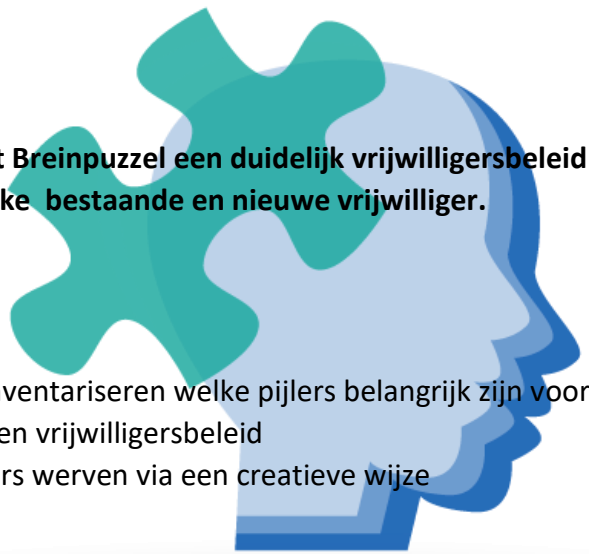 t Breinpuzzel een duidelijk vrijwilligersbeleid
ke bestaande en nieuwe vrijwilliger.
ventariseren welke pijlers belangrijk zijn voor
en vrijwilligersbeleid
rs werven via een creatieve wijze